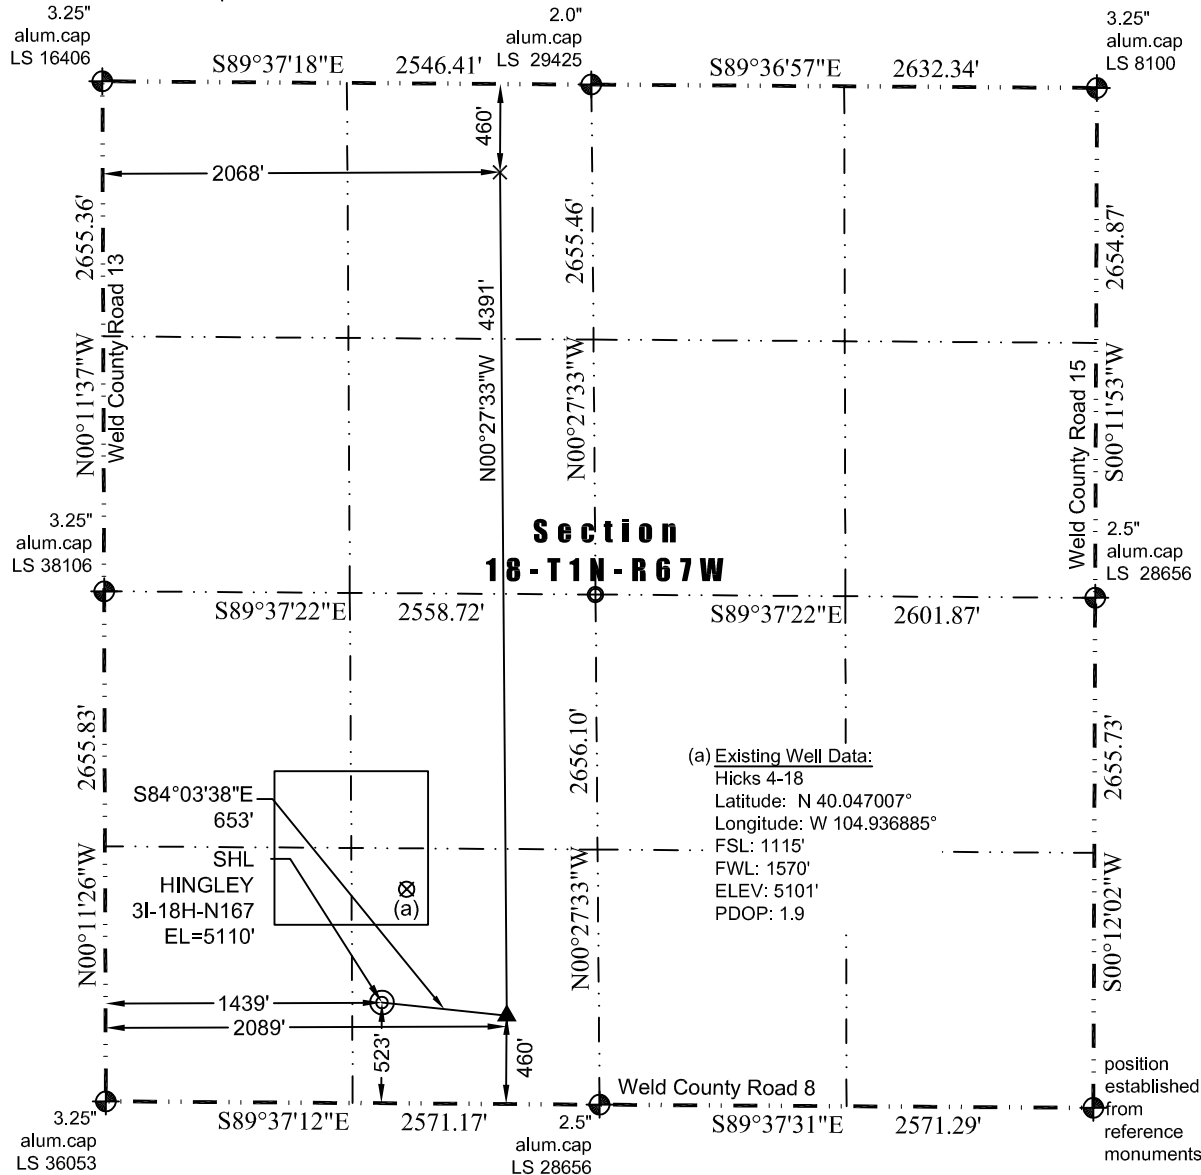 3.25"
alum.cap
LS 16406
2.0"
alum.cap
LS 29425
3.25"
alum.cap
LS 8100
S89°37'18"E 2546.41'
S89°36'57"E 2632.34'
460'
2068'
2655.36'
N00°11'37"W
Weld County Road 13
4391'
N00°27'33"W
2655.46'
N00°27'33"W
2654.87'
S00°11'53"W
Weld County Road 15
3.25"
alum.cap
LS 38106
Section
18-T1N-R67W
2.5"
alum.cap
LS 28656
S89°37'22"E 2558.72'
S89°37'22"E 2601.87'
2655.83'
N00°11'26"W
2656.10'
N00°27'33"W
2655.73'
S00°12'02"W
S84°03'38"E
653'
SHL
HINGLEY
3I-18H-N167
EL=5110'
(a)
(a) Existing Well Data:
Hicks 4-18
Latitude: N 40.047007°
Longitude: W 104.936885°
FSL: 1115'
FWL: 1570'
ELEV: 5101'
PDOP: 1.9
1439'
2089'
523'
460'
Weld County Road 8
position
established
from
reference
monuments
3.25"
alum.cap
LS 36053
S89°37'12"E 2571.17'
2.5"
alum.cap
LS 28656
S89°37'31"E 2571.29'